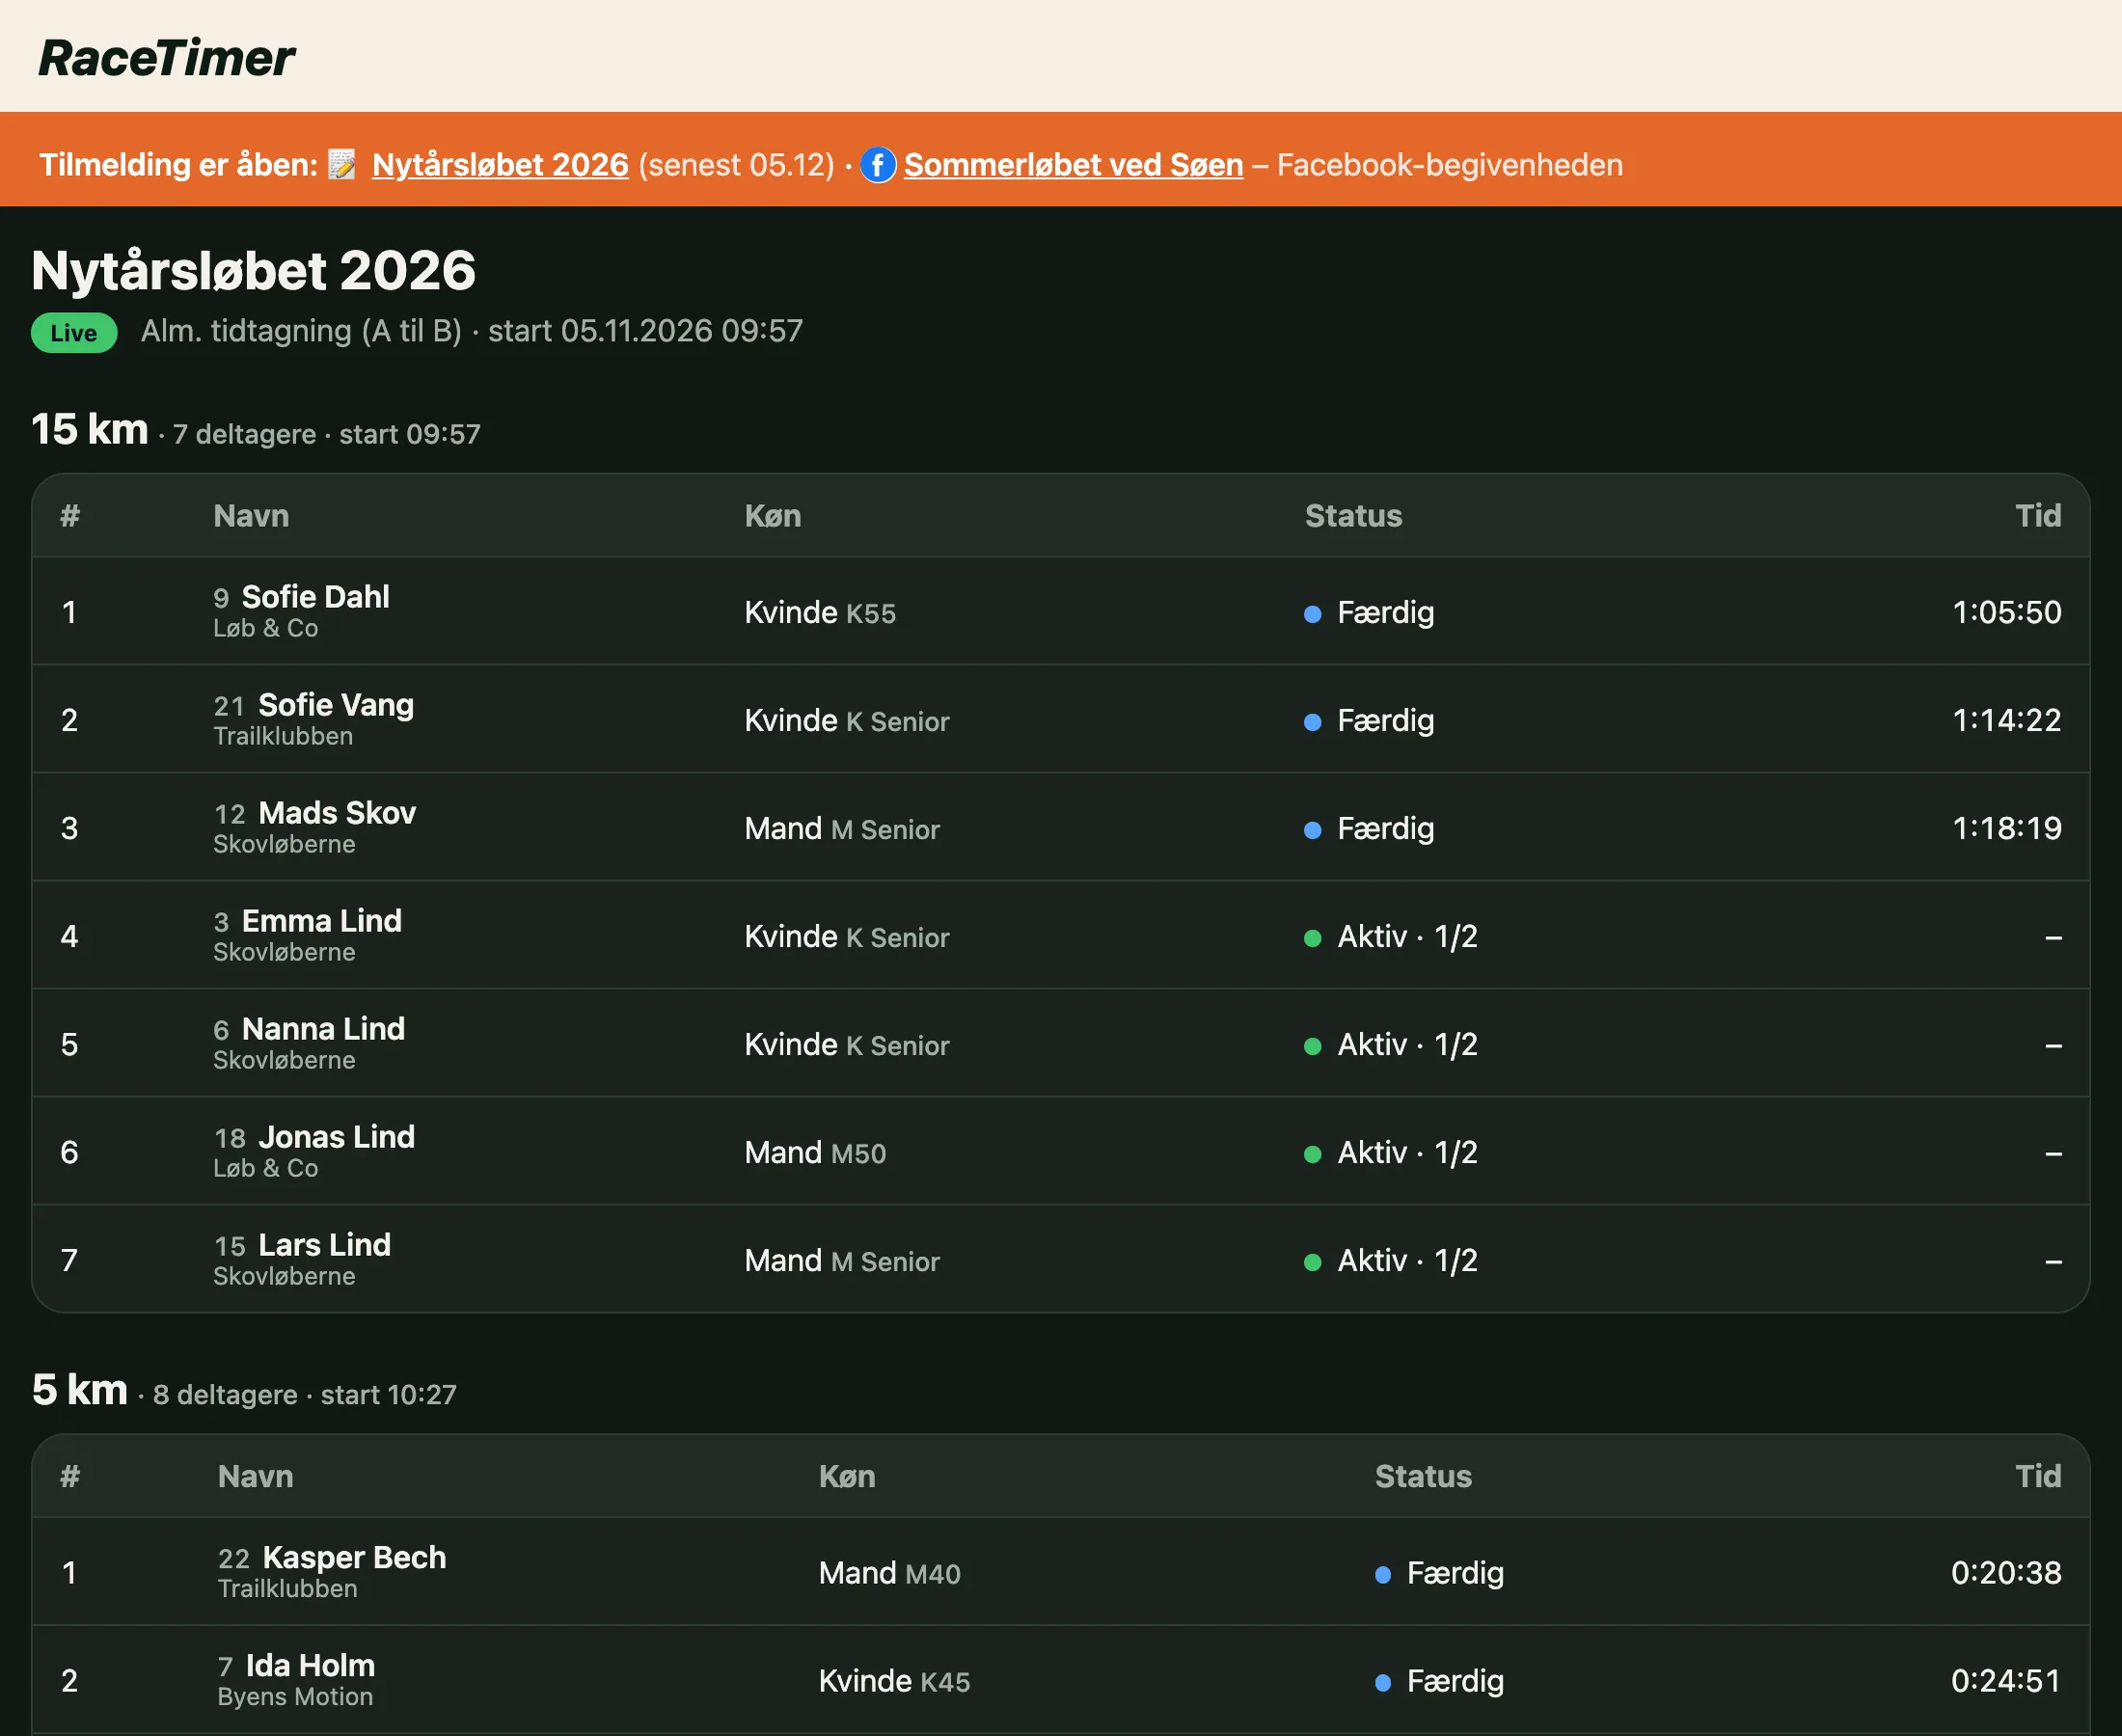 RaceTimer
Tilmelding er åben: 📝 Nytårsløbet 2026 (senest 05.12) · Sommerløbet ved Søen – Facebook-begivenheden
Nytårsløbet 2026
Live Alm. tidtagning (A til B) · start 05.11.2026 09:57
15 km · 7 deltagere · start 09:57
# Navn Køn Status Tid
1 9 Sofie Dahl Kvinde K55 Færdig 1:05:50
Løb & Co
2 21 Sofie Vang Kvinde K Senior Færdig 1:14:22
Trailklubben
3 12 Mads Skov Mand M Senior Færdig 1:18:19
Skovløberne
4 3 Emma Lind Kvinde K Senior Aktiv · 1/2 –
Skovløberne
5 6 Nanna Lind Kvinde K Senior Aktiv · 1/2 –
Skovløberne
6 18 Jonas Lind Mand M50 Aktiv · 1/2 –
Løb & Co
7 15 Lars Lind Mand M Senior Aktiv · 1/2 –
Skovløberne
5 km · 8 deltagere · start 10:27
# Navn Køn Status Tid
1 22 Kasper Bech Mand M40 Færdig 0:20:38
Trailklubben
2 7 Ida Holm Kvinde K45 Færdig 0:24:51
Byens Motion